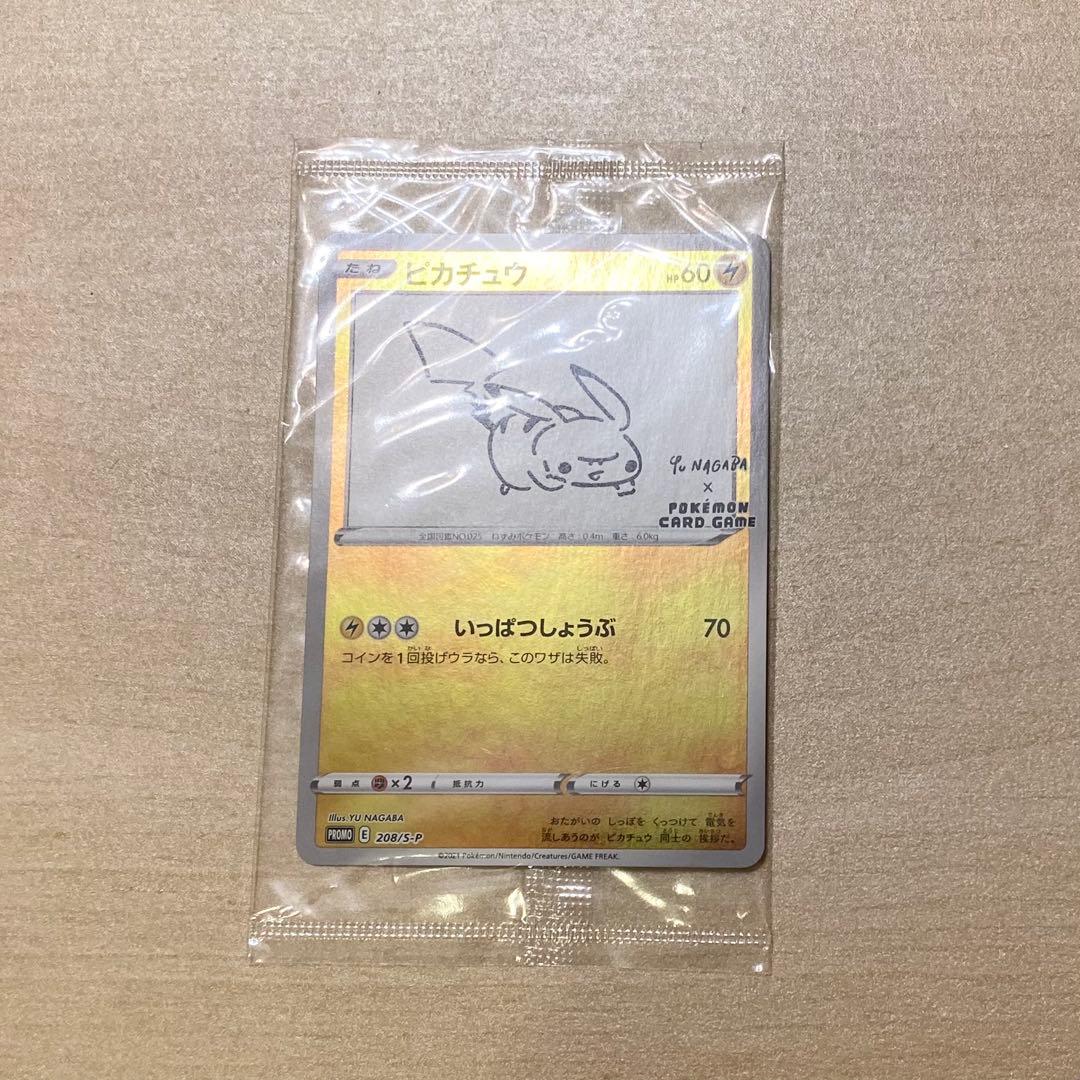 たね ピカチュウ HP60
YU NAGABA
×
POKÉMON
CARD GAME
全国図鑑NO.025 ねずみポケモン 高さ:0.4m 重さ:6.0kg
いっぱつしょうぶ 70
コインを1回投げウラなら、このワザは失敗。
弱点 ×2 抵抗力 にげる
Illus.YU NAGABA
PROMO E 208/S-P
おたがいの しっぽを くっつけて 電気を
流しあうのが ピカチュウ 同士の 挨拶だ。
©2021 Pokémon/Nintendo/Creatures/GAME FREAK.